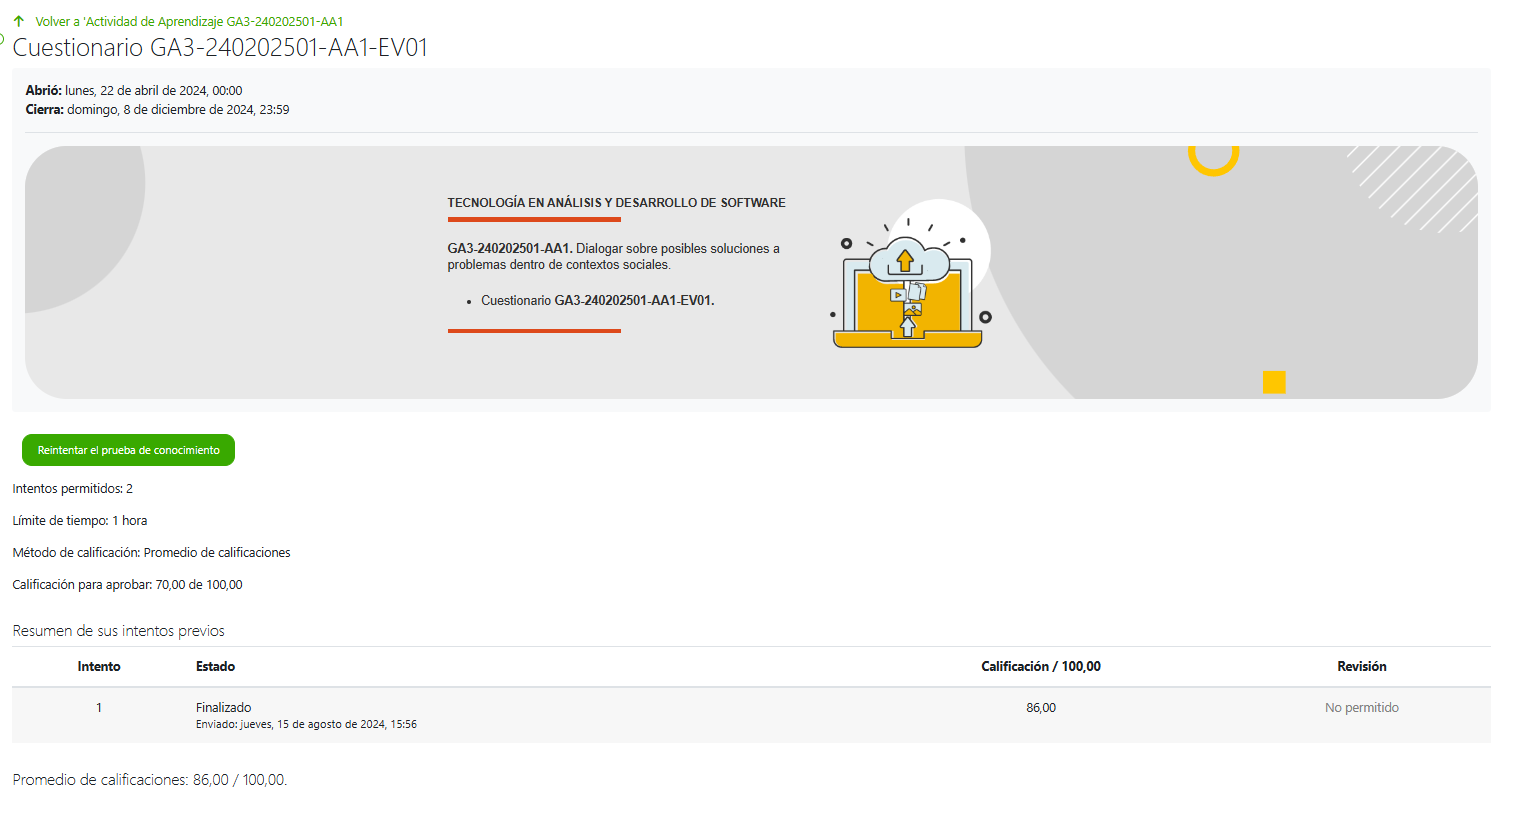 Volver a 'Actividad de Aprendizaje GA3-240202501-AA1
Cuestionario GA3-240202501-AA1-EV01
Abrió: lunes, 22 de abril de 2024, 00:00
Cierra: domingo, 8 de diciembre de 2024, 23:59
TECNOLOGÍA EN ANÁLISIS Y DESARROLLO DE SOFTWARE
GA3-240202501-AA1. Dialogar sobre posibles soluciones a
problemas dentro de contextos sociales.
• Cuestionario GA3-240202501-AA1-EV01.
Reintentar el prueba de conocimiento
Intentos permitidos: 2
Límite de tiempo: 1 hora
Método de calificación: Promedio de calificaciones
Calificación para aprobar: 70,00 de 100,00
Resumen de sus intentos previos
Intento Estado Calificación / 100,00 Revisión
1 Finalizado 86,00 No permitido
Enviado: jueves, 15 de agosto de 2024, 15:56
Promedio de calificaciones: 86,00 / 100,00.